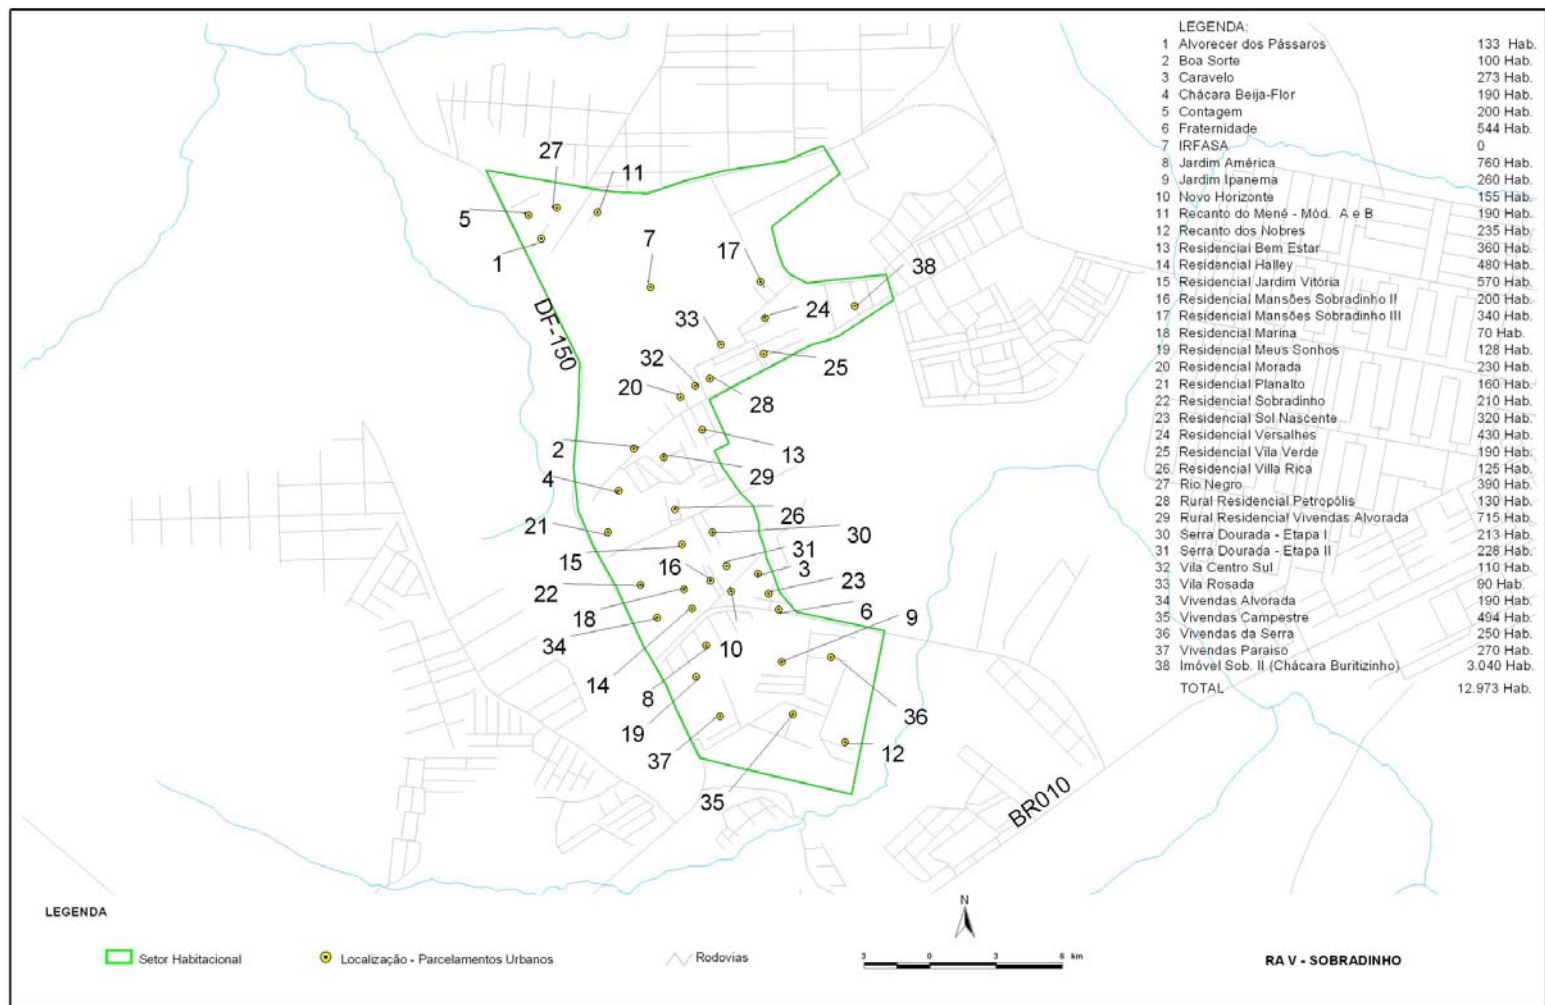 LEGENDA:
1 Alvorecer dos Pássaros 133 Hab.
2 Boa Sorte 100 Hab.
3 Caravelo 273 Hab.
4 Chácara Beija-Flor 190 Hab.
5 Contagem 200 Hab.
6 Fraternidade 544 Hab.
7 IRFASA 0
8 Jardim América 760 Hab.
9 Jardim Ipanema 260 Hab.
10 Novo Horizonte 155 Hab.
11 Recanto do Mené - Mód. A e B 190 Hab.
12 Recanto dos Nobres 235 Hab.
13 Residencial Bem Estar 360 Hab.
14 Residencial Halley 480 Hab.
15 Residencial Jardim Vitória 570 Hab.
16 Residencial Mansões Sobradinho II 200 Hab.
17 Residencial Mansões Sobradinho III 340 Hab.
18 Residencial Marina 70 Hab.
19 Residencial Meus Sonhos 128 Hab.
20 Residencial Morada 230 Hab.
21 Residencial Planalto 160 Hab.
22 Residencial Sobradinho 210 Hab.
23 Residencial Sol Nascente 320 Hab.
24 Residencial Versalhes 430 Hab.
25 Residencial Vila Verde 190 Hab.
26 Residencial Villa Rica 125 Hab.
27 Rio Negro 390 Hab.
28 Rural Residencial Petropólis 130 Hab.
29 Rural Residencial Vivendas Alvorada 715 Hab.
30 Serra Dourada - Etapa I 213 Hab.
31 Serra Dourada - Etapa II 228 Hab.
32 Vila Centro Sul 110 Hab.
33 Vila Rosada 90 Hab.
34 Vivendas Alvorada 190 Hab.
35 Vivendas Campestre 494 Hab.
36 Vivendas da Serra 250 Hab.
37 Vivendas Paraiso 270 Hab.
38 Imóvel Sob. II (Chácara Buritizinho) 3.040 Hab.
TOTAL 12.973 Hab.
27
11
5
1
7
17
38
DF-150
24
33
25
32
20
28
2
13
29
4
26
21
30
15
31
16
3
23
22
18
6
9
34
10
14
8
36
19
37
12
35
BR010
LEGENDA
Setor Habitacional
Localização - Parcelamentos Urbanos
Rodovias
N
3 0 3 6 km
RA V - SOBRADINHO